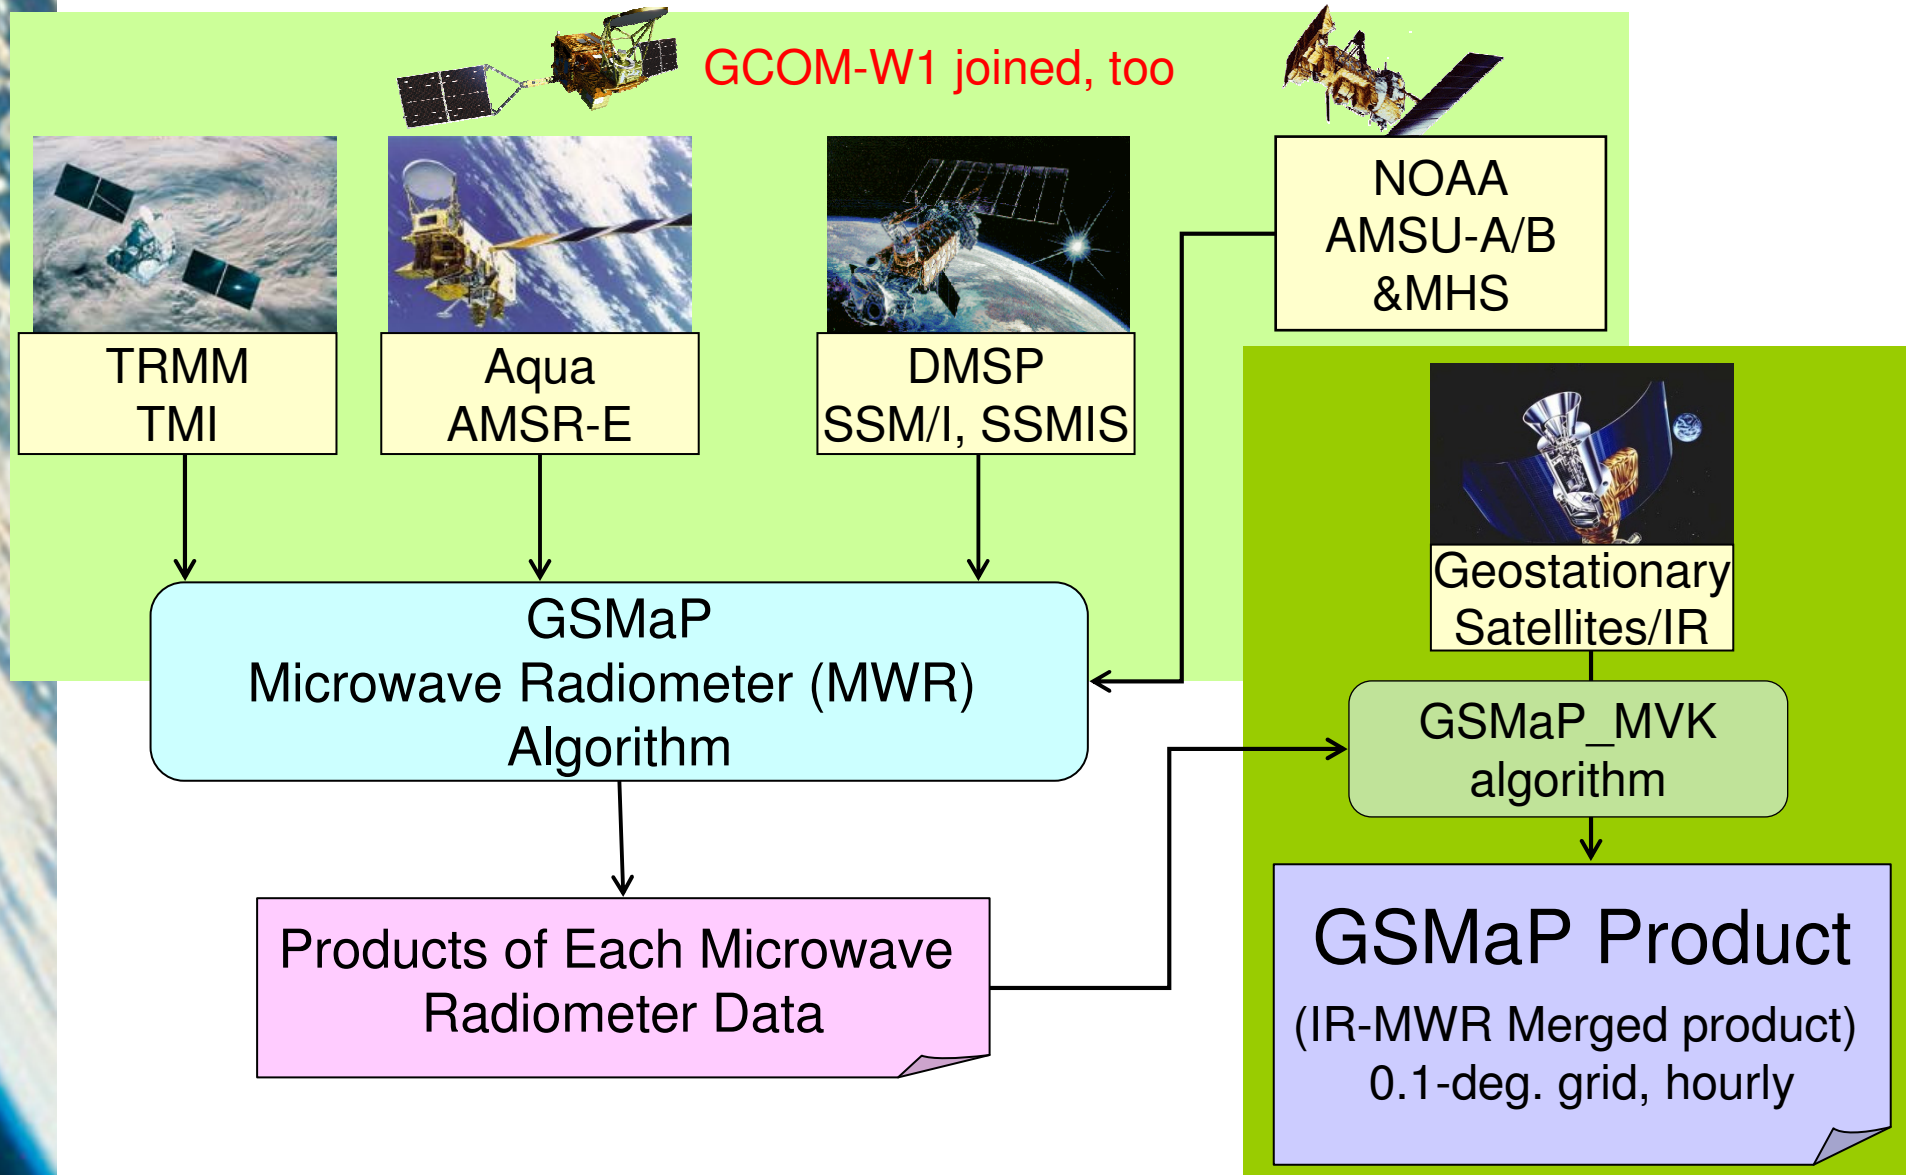 GCOM-W1 joined, too
NOAA
AMSU-A/B
&MHS
TRMM
TMI
Aqua
AMSR-E
DMSP
SSM/I, SSMIS
Geostationary
Satellites/IR
GSMaP
Microwave Radiometer (MWR)
Algorithm
GSMaP_MVK
algorithm
Products of Each Microwave
Radiometer Data
GSMaP Product
(IR-MWR Merged product)
0.1-deg. grid, hourly